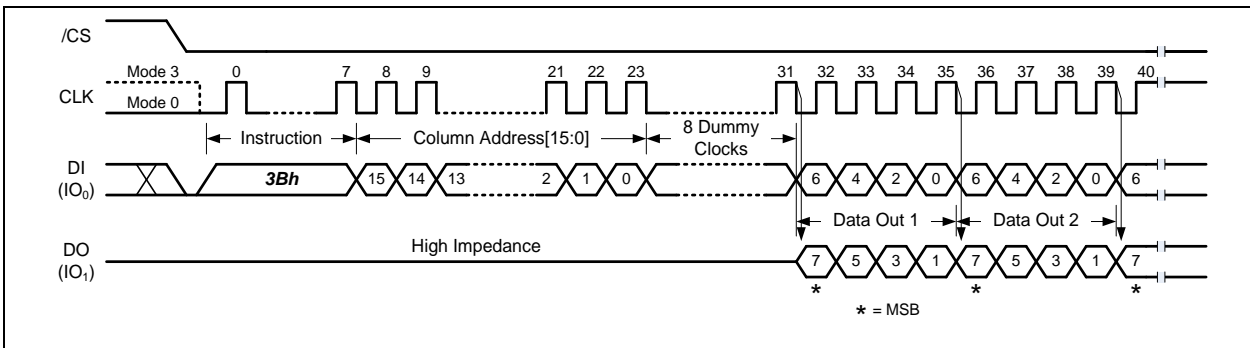 /CS
Mode 3 0 7 8 9 21 22 23 31 32 33 34 35 36 37 38 39 40
CLK
Mode 0
Instruction Column Address[15:0] 8 Dummy
Clocks
DI
(IO0) 3Bh 15 14 13 2 1 0 6 4 2 0 6 4 2 0 6
Data Out 1 Data Out 2
High Impedance
DO
(IO1) 7 5 3 1 7 5 3 1 7
* * *
* = MSB